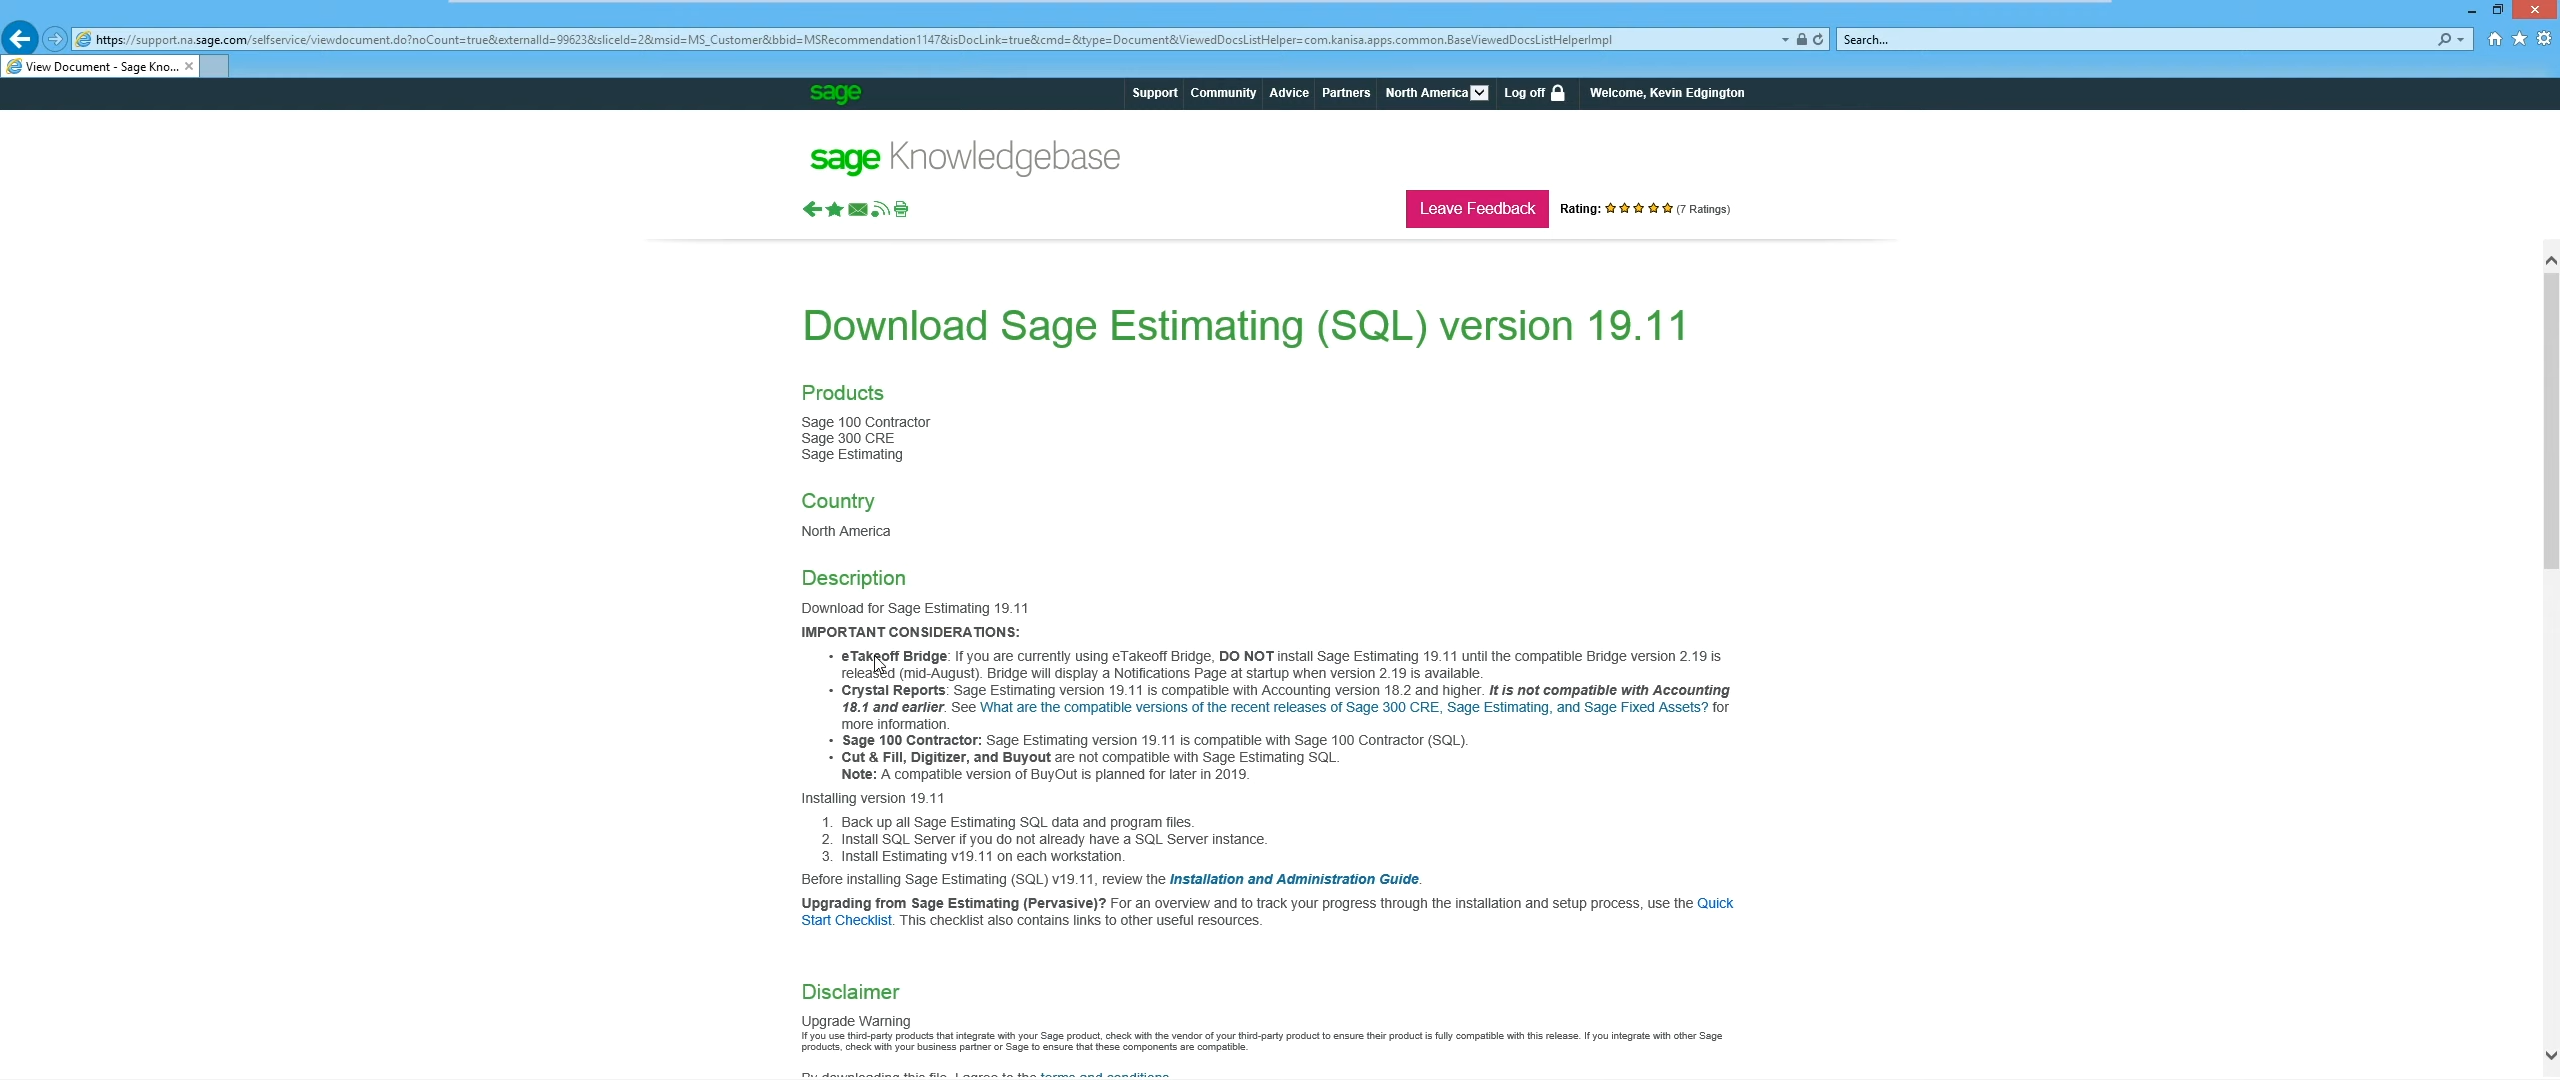 https://support.na.sage.com/selfservice/viewdocument.do?noCount=true&externalId=99623&sliceId=2&msid=MS_Customer&bbid=MSRecommendation1147&isDocLink=true&cmd=&type=Document&ViewedDocsListHelper=com.kanisa.apps.common.BaseViewedDocsListHelperImpl
Search...
View Document - Sage Kno...
sage Support Community Advice Partners North America Log off Welcome, Kevin Edgington
sage Knowledgebase
Leave Feedback Rating: (7 Ratings)
Download Sage Estimating (SQL) version 19.11
Products
Sage 100 Contractor
Sage 300 CRE
Sage Estimating
Country
North America
Description
Download for Sage Estimating 19.11
IMPORTANT CONSIDERATIONS:
• eTakeoff Bridge: If you are currently using eTakeoff Bridge, DO NOT install Sage Estimating 19.11 until the compatible Bridge version 2.19 is
released (mid-August). Bridge will display a Notifications Page at startup when version 2.19 is available.
• Crystal Reports: Sage Estimating version 19.11 is compatible with Accounting version 18.2 and higher. It is not compatible with Accounting
18.1 and earlier. See What are the compatible versions of the recent releases of Sage 300 CRE, Sage Estimating, and Sage Fixed Assets? for
more information.
• Sage 100 Contractor: Sage Estimating version 19.11 is compatible with Sage 100 Contractor (SQL).
• Cut & Fill, Digitizer, and Buyout are not compatible with Sage Estimating SQL.
Note: A compatible version of BuyOut is planned for later in 2019.
Installing version 19.11
1. Back up all Sage Estimating SQL data and program files.
2. Install SQL Server if you do not already have a SQL Server instance.
3. Install Estimating v19.11 on each workstation.
Before installing Sage Estimating (SQL) v19.11, review the Installation and Administration Guide.
Upgrading from Sage Estimating (Pervasive)? For an overview and to track your progress through the installation and setup process, use the Quick
Start Checklist. This checklist also contains links to other useful resources.
Disclaimer
Upgrade Warning
If you use third-party products that integrate with your Sage product, check with the vendor of your third-party product to ensure their product is fully compatible with this release. If you integrate with other Sage
products, check with your business partner or Sage to ensure that these components are compatible.
By downloading this file, I agree to the terms and conditions